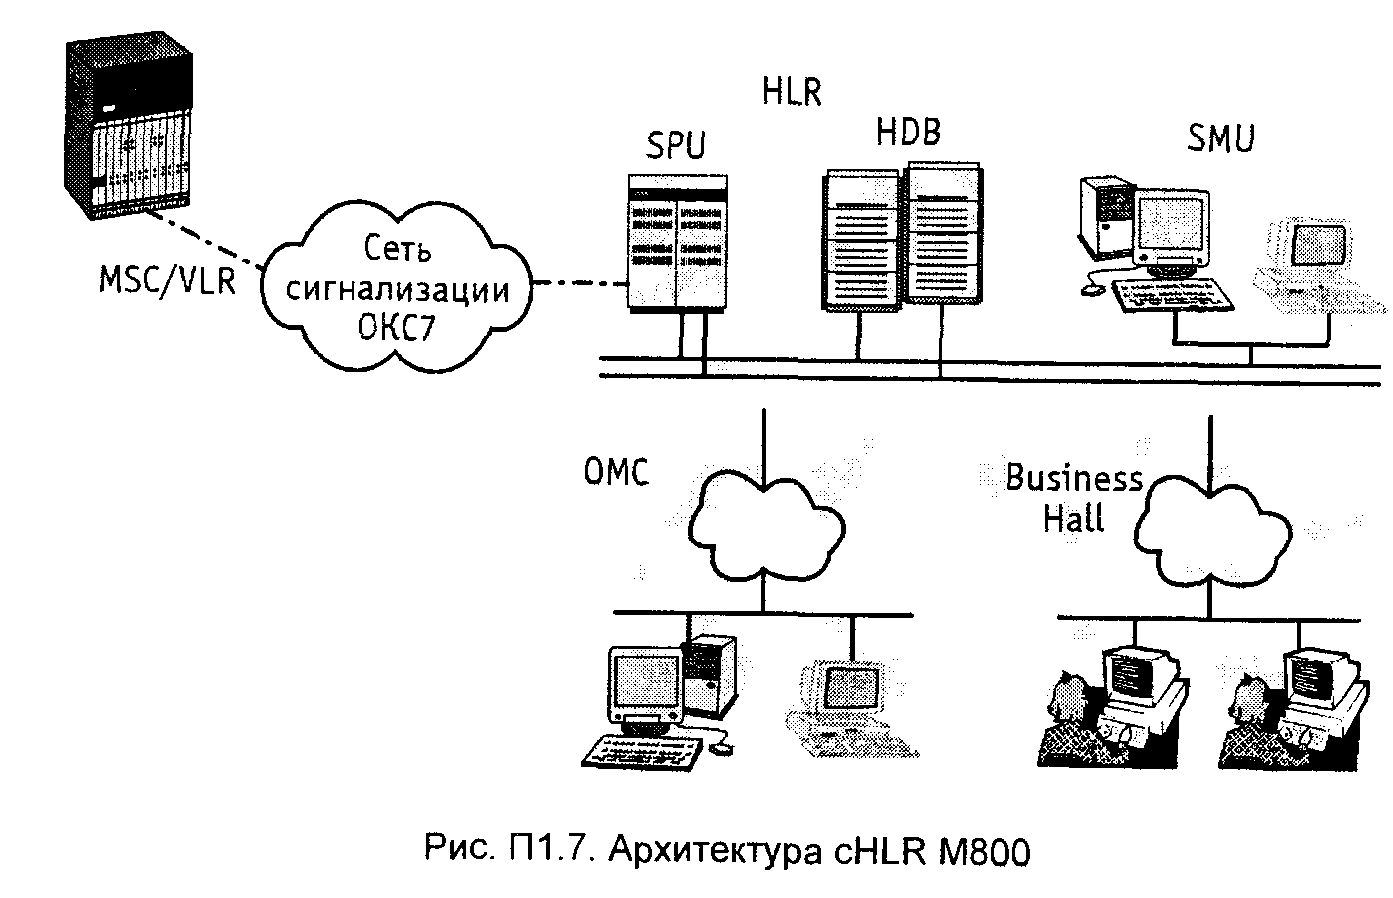 HLR
SPU
HDB
SMU
MSC/VLR
Сеть
сигнализации
ОКС7
OMC
Business
Hall
Рис. П1.7. Архитектура cHLR M800